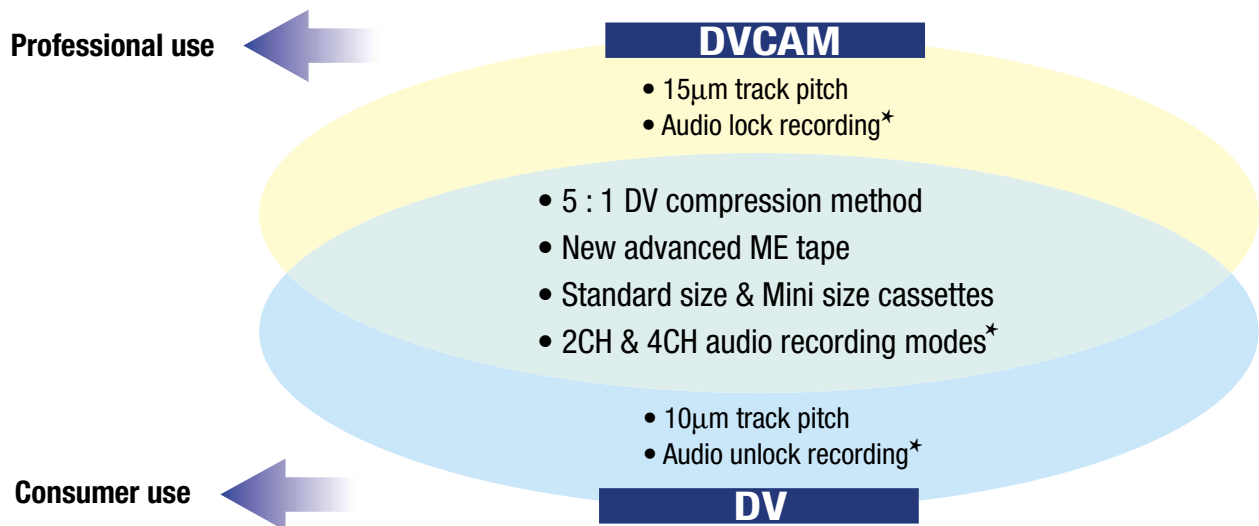 DVCAM
Professional use
• 15μm track pitch
• Audio lock recording*
• 5 : 1 DV compression method
• New advanced ME tape
• Standard size & Mini size cassettes
• 2CH & 4CH audio recording modes*
• 10μm track pitch
• Audio unlock recording*
Consumer use
DV